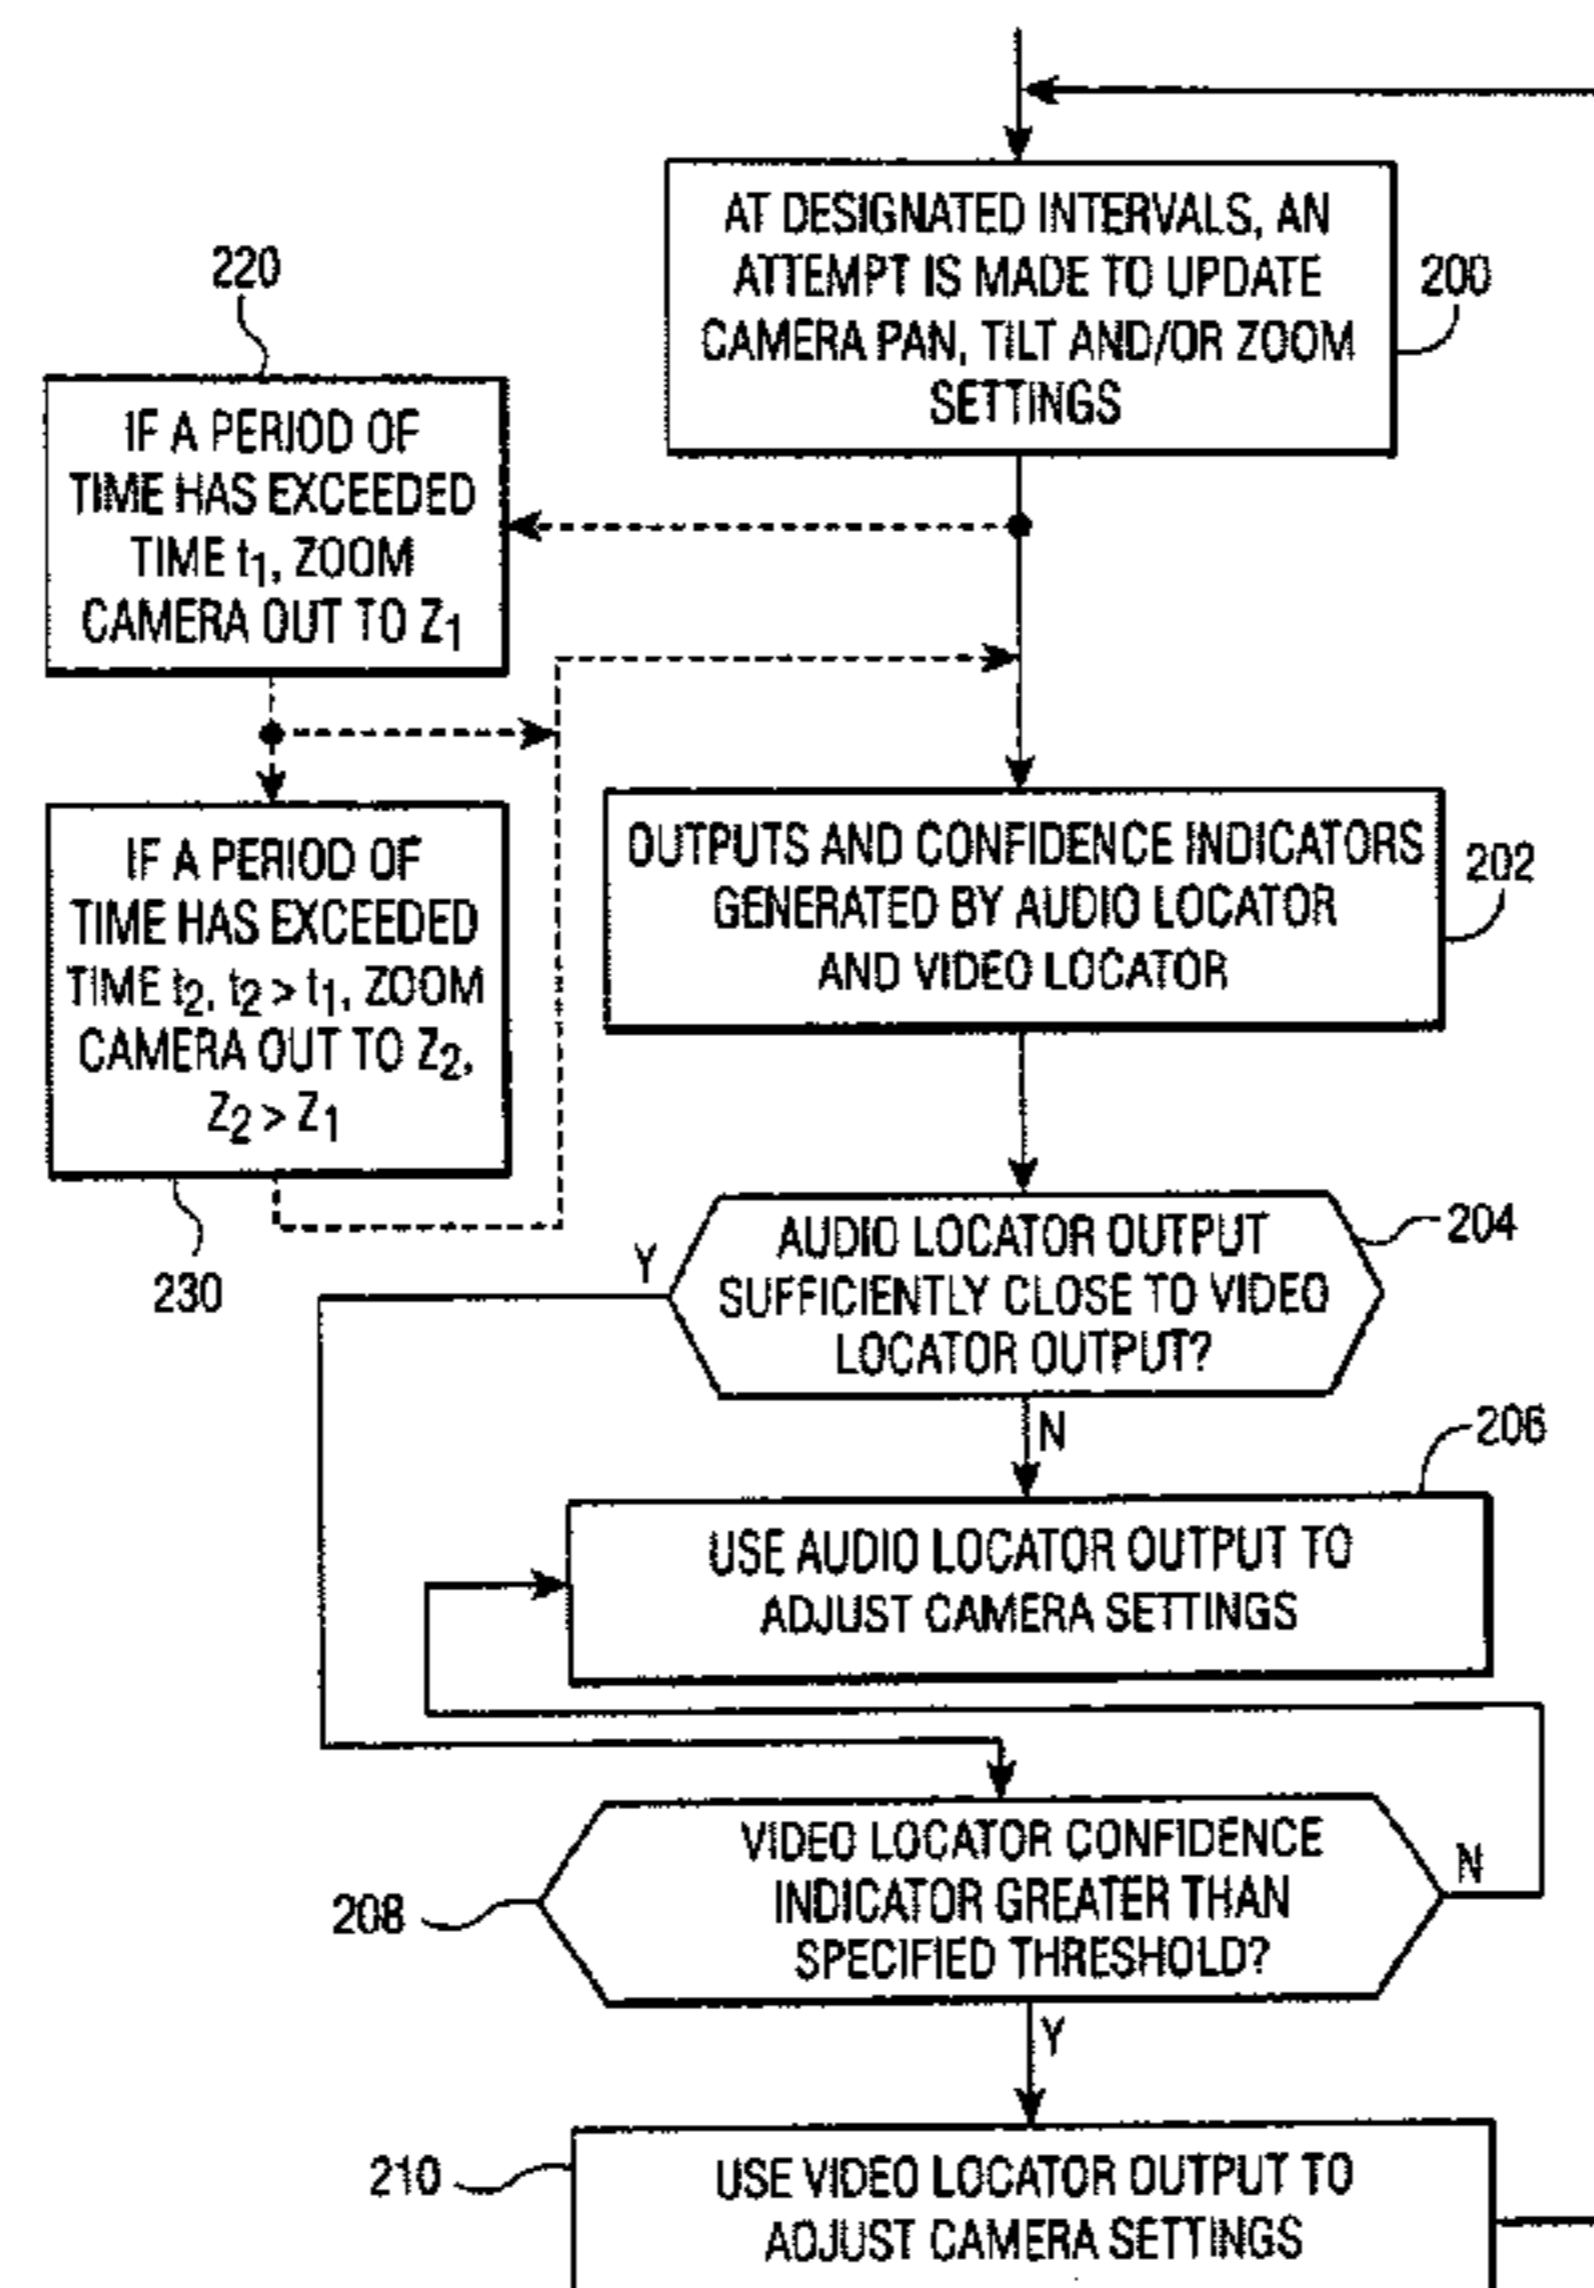 AT DESIGNATED INTERVALS, AN
ATTEMPT IS MADE TO UPDATE
CAMERA PAN, TILT AND/OR ZOOM
SETTINGS
200
220
IF A PERIOD OF
TIME HAS EXCEEDED
TIME t1, ZOOM
CAMERA OUT TO Z1
IF A PERIOD OF
TIME HAS EXCEEDED
TIME t2, t2 > t1, ZOOM
CAMERA OUT TO Z2,
Z2 > Z1
230
OUTPUTS AND CONFIDENCE INDICATORS
GENERATED BY AUDIO LOCATOR
AND VIDEO LOCATOR
202
AUDIO LOCATOR OUTPUT
SUFFICIENTLY CLOSE TO VIDEO
LOCATOR OUTPUT?
204
Y
N
206
USE AUDIO LOCATOR OUTPUT TO
ADJUST CAMERA SETTINGS
VIDEO LOCATOR CONFIDENCE
INDICATOR GREATER THAN
SPECIFIED THRESHOLD?
N
208
Y
210
USE VIDEO LOCATOR OUTPUT TO
ADJUST CAMERA SETTINGS